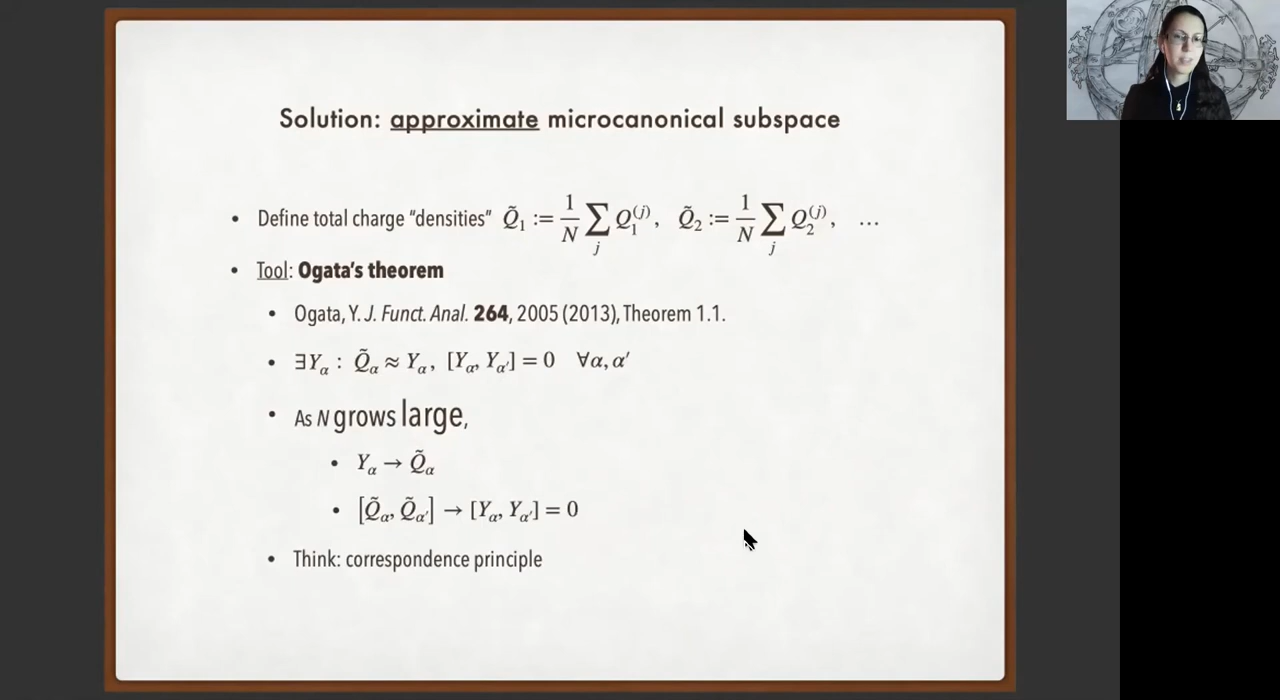 Solution: approximate microcanonical subspace
• Define total charge “densities” Q̃₁ := 1/N ∑ⱼ Q₁⁽ʲ⁾, Q̃₂ := 1/N ∑ⱼ Q₂⁽ʲ⁾, …
• Tool: Ogata’s theorem
• Ogata, Y. J. Funct. Anal. 264, 2005 (2013), Theorem 1.1.
• ∃Y_α : Q̃_α ≈ Y_α, [Y_α, Y_α′] = 0 ∀α, α′
• As N grows large,
• Y_α → Q̃_α
• [Q̃_α, Q̃_α′] → [Y_α, Y_α′] = 0
• Think: correspondence principle